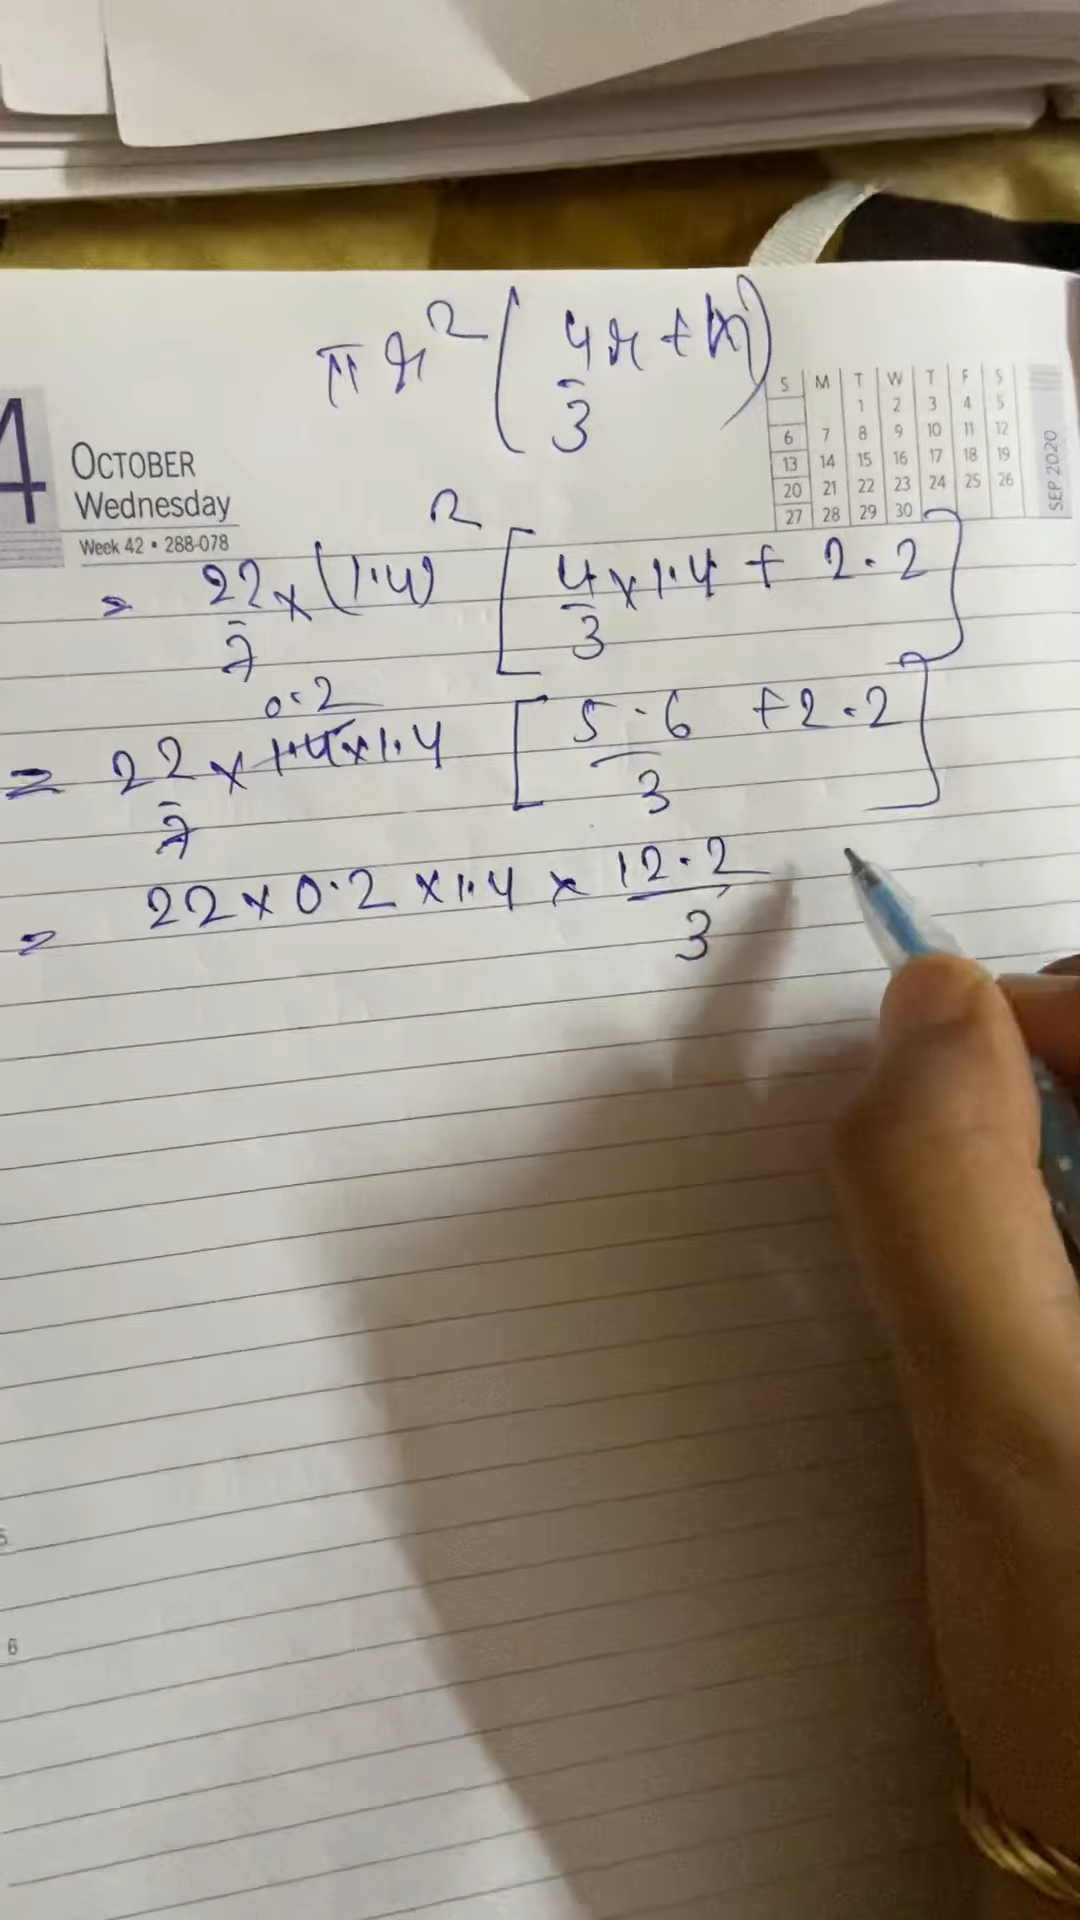 πr² (4/3 r + h)
S M T W T F S
1 2 3 4 5
6 7 8 9 10 11 12
13 14 15 16 17 18 19
20 21 22 23 24 25 26
27 28 29 30
SEP 2020
4
OCTOBER
Wednesday
Week 42 • 288-078
= 22/7 × (1.4)² [4/3 × 1.4 + 2.2]
0.2
= 22/7 × 1.4 × 1.4 [5.6/3 + 2.2]
= 22 × 0.2 × 1.4 × 12.2/3
5
6